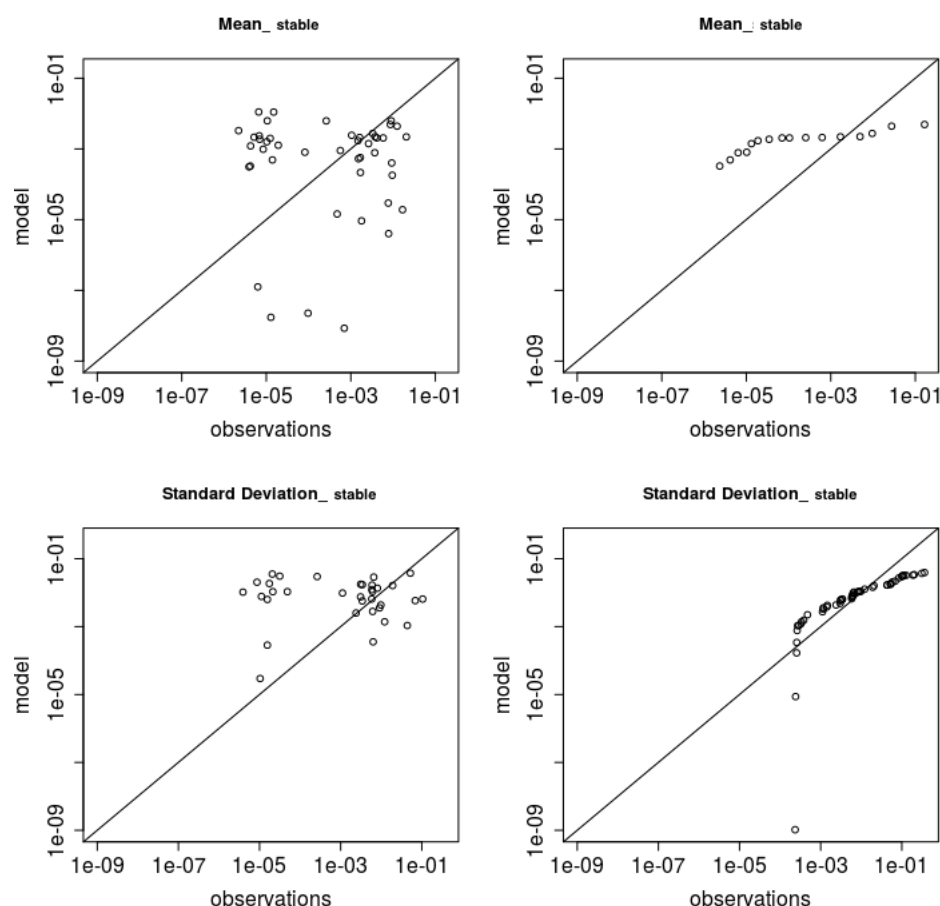 Mean_ stable
model
1e-01
1e-05
1e-09
1e-09 1e-07 1e-05 1e-03 1e-01
observations
Mean_ stable
model
1e-01
1e-05
1e-09
1e-09 1e-07 1e-05 1e-03 1e-01
observations
Standard Deviation_ stable
model
1e-01
1e-05
1e-09
1e-09 1e-07 1e-05 1e-03 1e-01
observations
Standard Deviation_ stable
model
1e-01
1e-05
1e-09
1e-09 1e-07 1e-05 1e-03 1e-01
observations